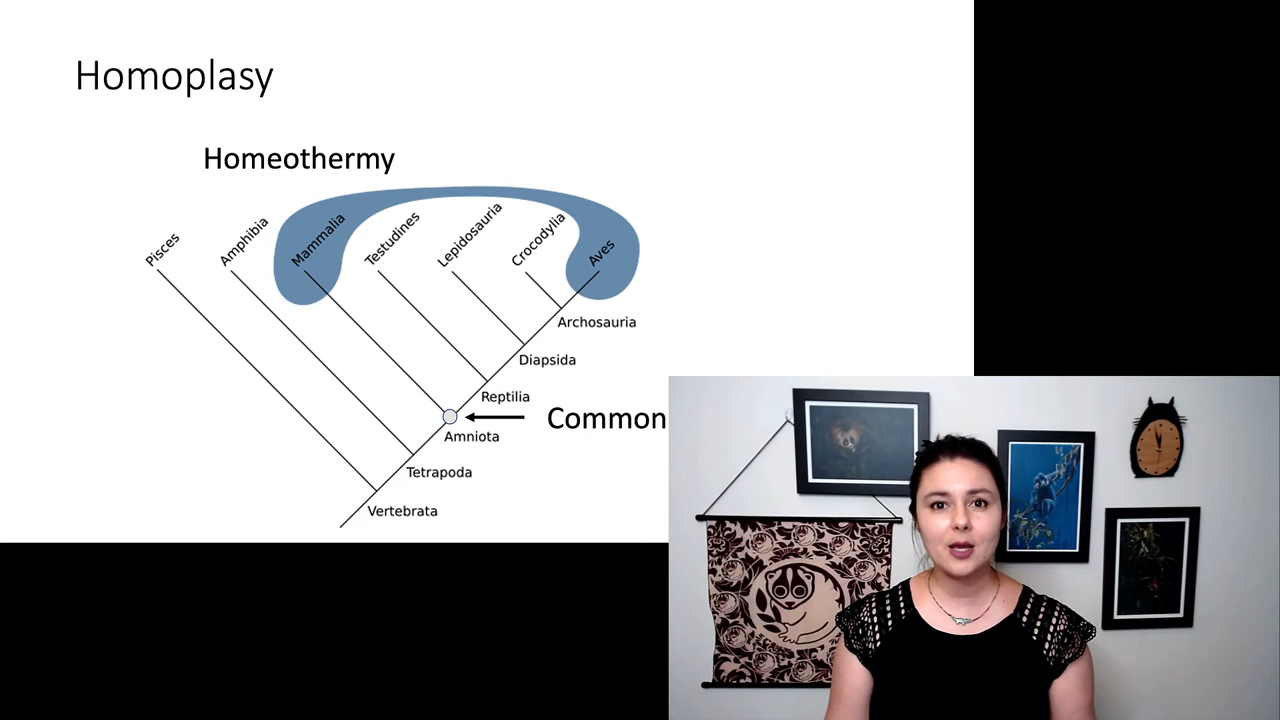 Homoplasy
Homeothermy
Pisces
Amphibia
Mammalia
Testudines
Lepidosauria
Crocodylia
Aves
Archosauria
Diapsida
Reptilia
Common
Amniota
Tetrapoda
Vertebrata